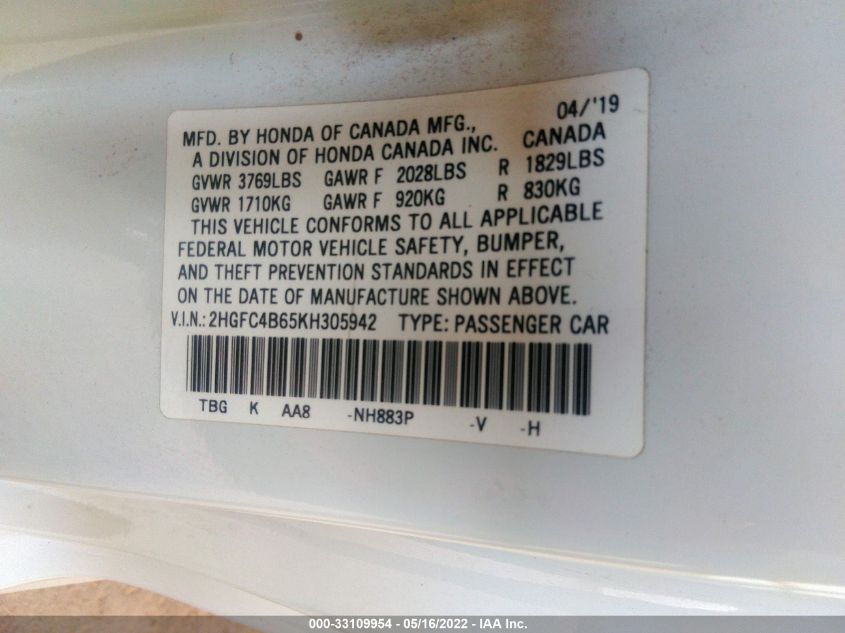 04/'19
MFD. BY HONDA OF CANADA MFG.,
A DIVISION OF HONDA CANADA INC. CANADA
GVWR 3769LBS GAWR F 2028LBS R 1829LBS
GVWR 1710KG GAWR F 920KG R 830KG
THIS VEHICLE CONFORMS TO ALL APPLICABLE
FEDERAL MOTOR VEHICLE SAFETY, BUMPER,
AND THEFT PREVENTION STANDARDS IN EFFECT
ON THE DATE OF MANUFACTURE SHOWN ABOVE.
V.I.N.: 2HGFC4B65KH305942 TYPE: PASSENGER CAR
TBG K AA8 -NH883P -V -H
000-33109954 - 05/16/2022 - IAA Inc.